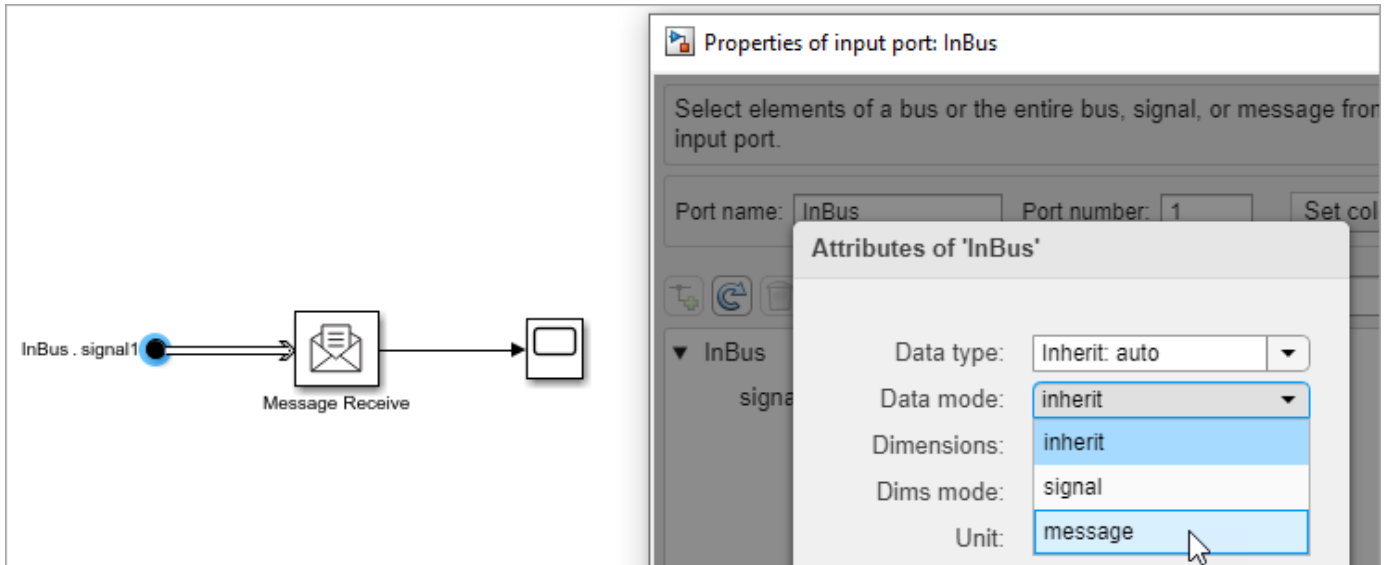 Properties of input port: InBus
Select elements of a bus or the entire bus, signal, or message from
input port.
Port name: InBus Port number: 1 Set col
Attributes of 'InBus'
InBus
signa
Data type: Inherit: auto
Data mode: inherit
Dimensions: inherit
Dims mode: signal
Unit: message
InBus . signal1
Message Receive